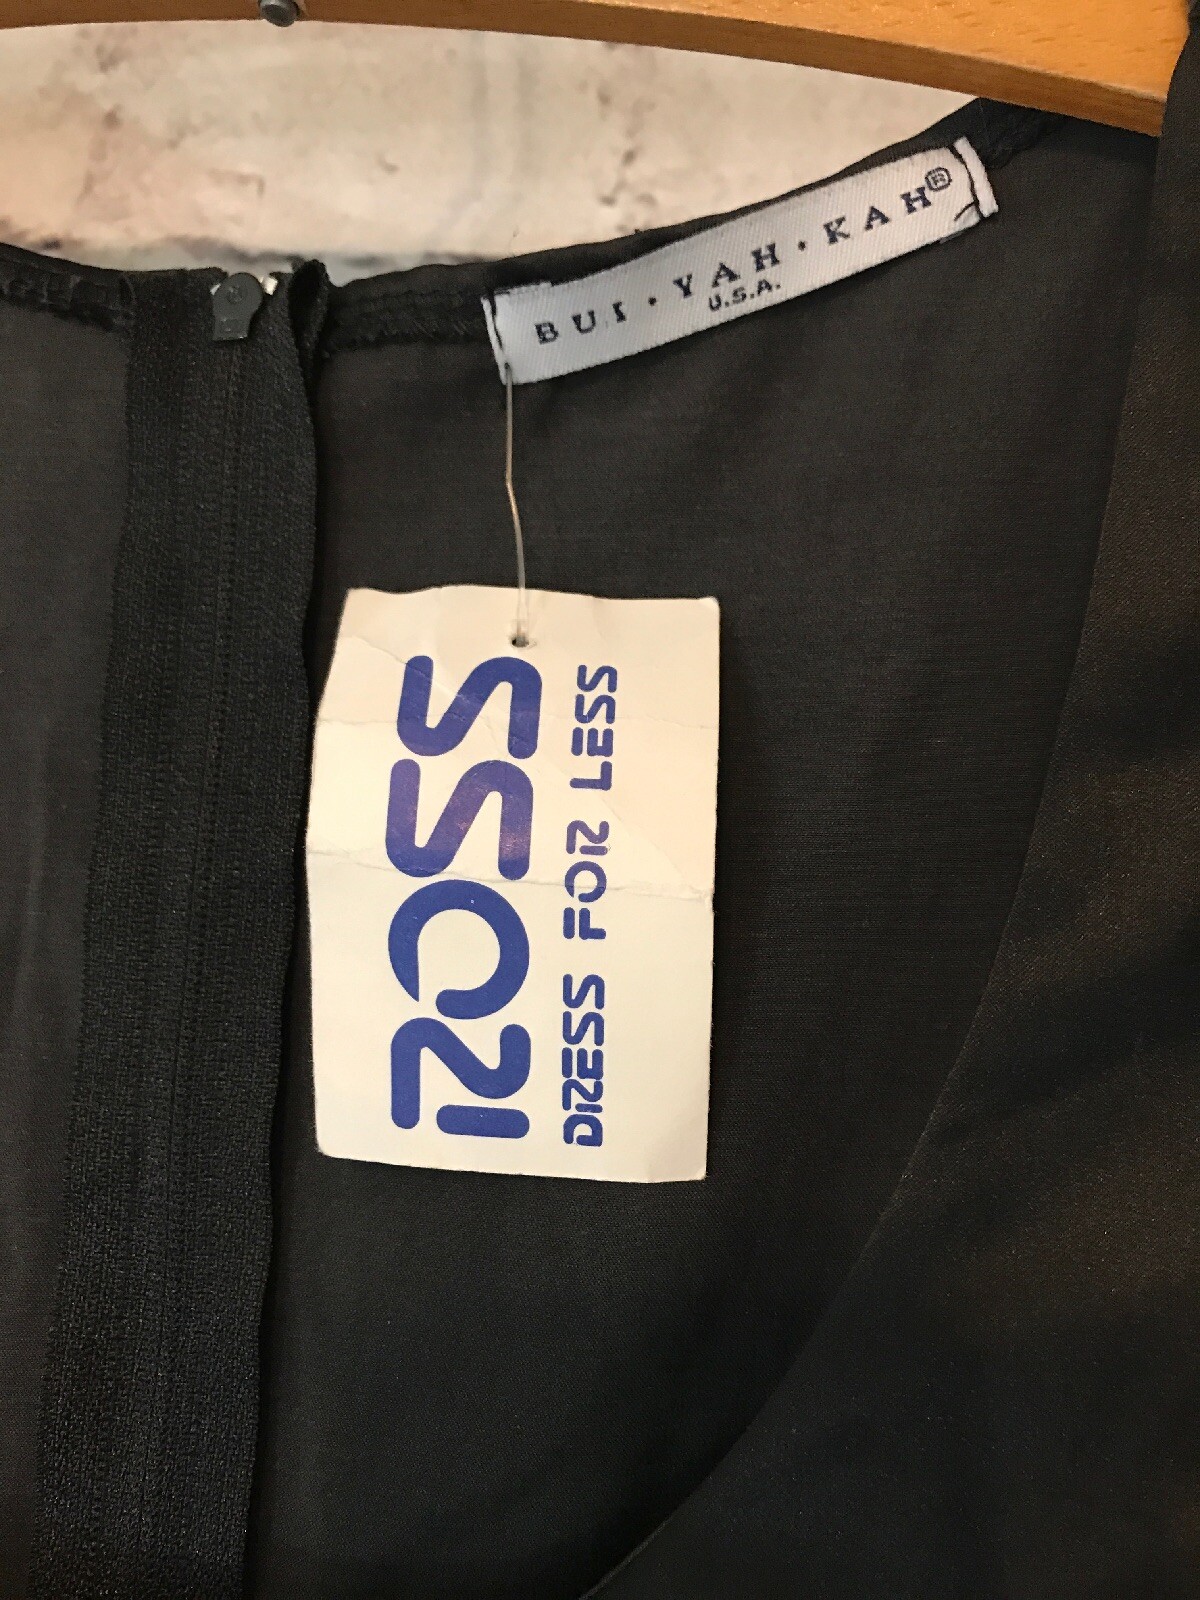 BUI · YAH · KAH®
U.S.A.
ROSS
DRESS FOR LESS